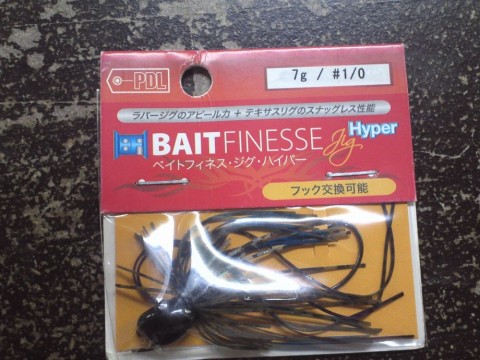 PDL
7g / #1/0
ラバージグのアピール力 + テキサスリグのスナッグレス性能
BAITFINESSE Jig Hyper
ベイトフィネス・ジグ・ハイパー
フック交換可能